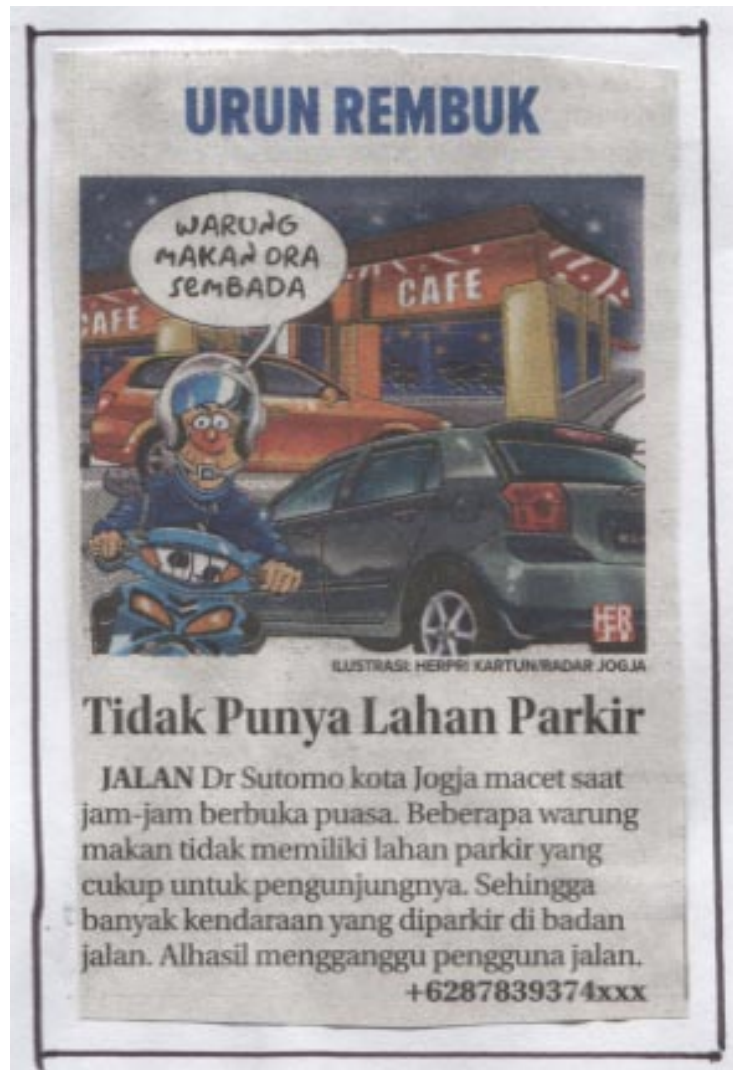 URUN REMBUK
WARUNG
MAKAN ORA
SEMBADA
CAFE
CAFE
HER
ILUSTRASI: HERPRI KARTUN/RADAR JOGJA
Tidak Punya Lahan Parkir
JALAN Dr Sutomo kota Jogja macet saat
jam-jam berbuka puasa. Beberapa warung
makan tidak memiliki lahan parkir yang
cukup untuk pengunjungnya. Sehingga
banyak kendaraan yang diparkir di badan
jalan. Alhasil mengganggu pengguna jalan.
+6287839374xxx